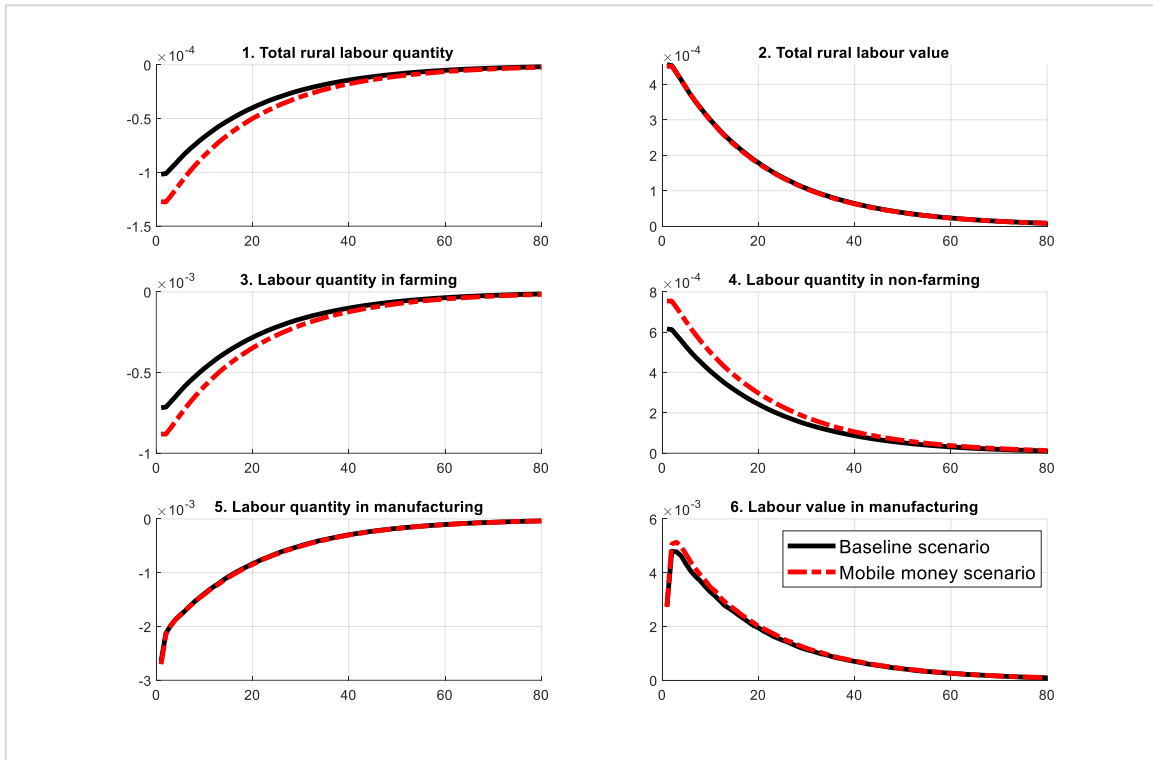 1. Total rural labour quantity
×10-4
0
-0.5
-1
-1.5
0 20 40 60 80
2. Total rural labour value
×10-4
4
3
2
1
0
0 20 40 60 80
3. Labour quantity in farming
×10-3
0
-0.5
-1
0 20 40 60 80
4. Labour quantity in non-farming
×10-4
8
6
4
2
0
0 20 40 60 80
5. Labour quantity in manufacturing
×10-3
0
-1
-2
-3
0 20 40 60 80
6. Labour value in manufacturing
×10-3
6
4
2
0
0 20 40 60 80
Baseline scenario
Mobile money scenario